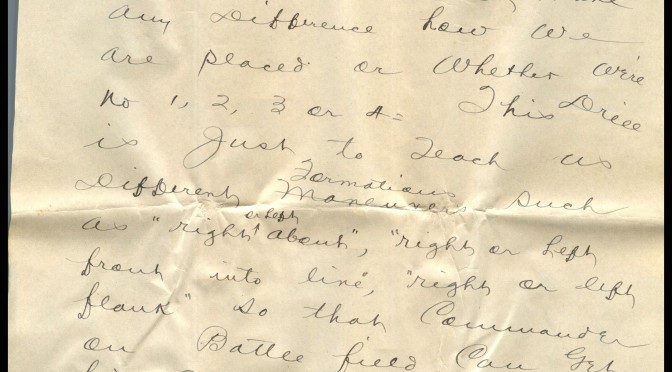 any Difference how we
are placed or Whether We're
No 1, 2, 3 or 4= This Drill
is Just to Teach us
Formations
Different Maneuvers such
or Left
as "right about", "right or Left
front into line", "right or left
flank" so that Commander
on Battle field Can Get